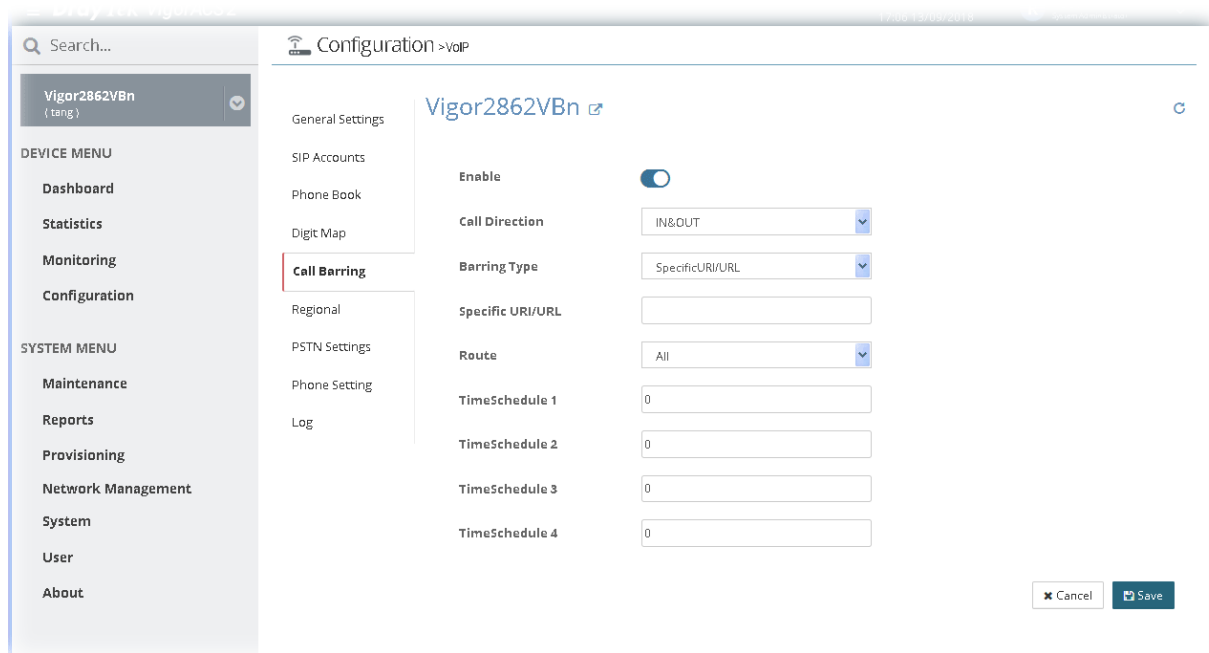 Search...
Configuration >VoIP
Vigor2862VBn
( tang )
DEVICE MENU
Dashboard
Statistics
Monitoring
Configuration
SYSTEM MENU
Maintenance
Reports
Provisioning
Network Management
System
User
About
General Settings
SIP Accounts
Phone Book
Digit Map
Call Barring
Regional
PSTN Settings
Phone Setting
Log
Vigor2862VBn
Enable
Call Direction IN&OUT
Barring Type SpecificURI/URL
Specific URI/URL
Route All
TimeSchedule 1 0
TimeSchedule 2 0
TimeSchedule 3 0
TimeSchedule 4 0
Cancel Save